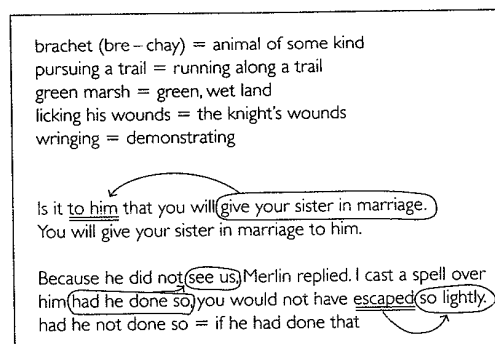 brachet (bre – chay) = animal of some kind
pursuing a trail = running along a trail
green marsh = green, wet land
licking his wounds = the knight's wounds
wringing = demonstrating
Is it to him that you will give your sister in marriage.
You will give your sister in marriage to him.
Because he did not see us, Merlin replied. I cast a spell over
him had he done so, you would not have escaped so lightly.
had he not done so = if he had done that